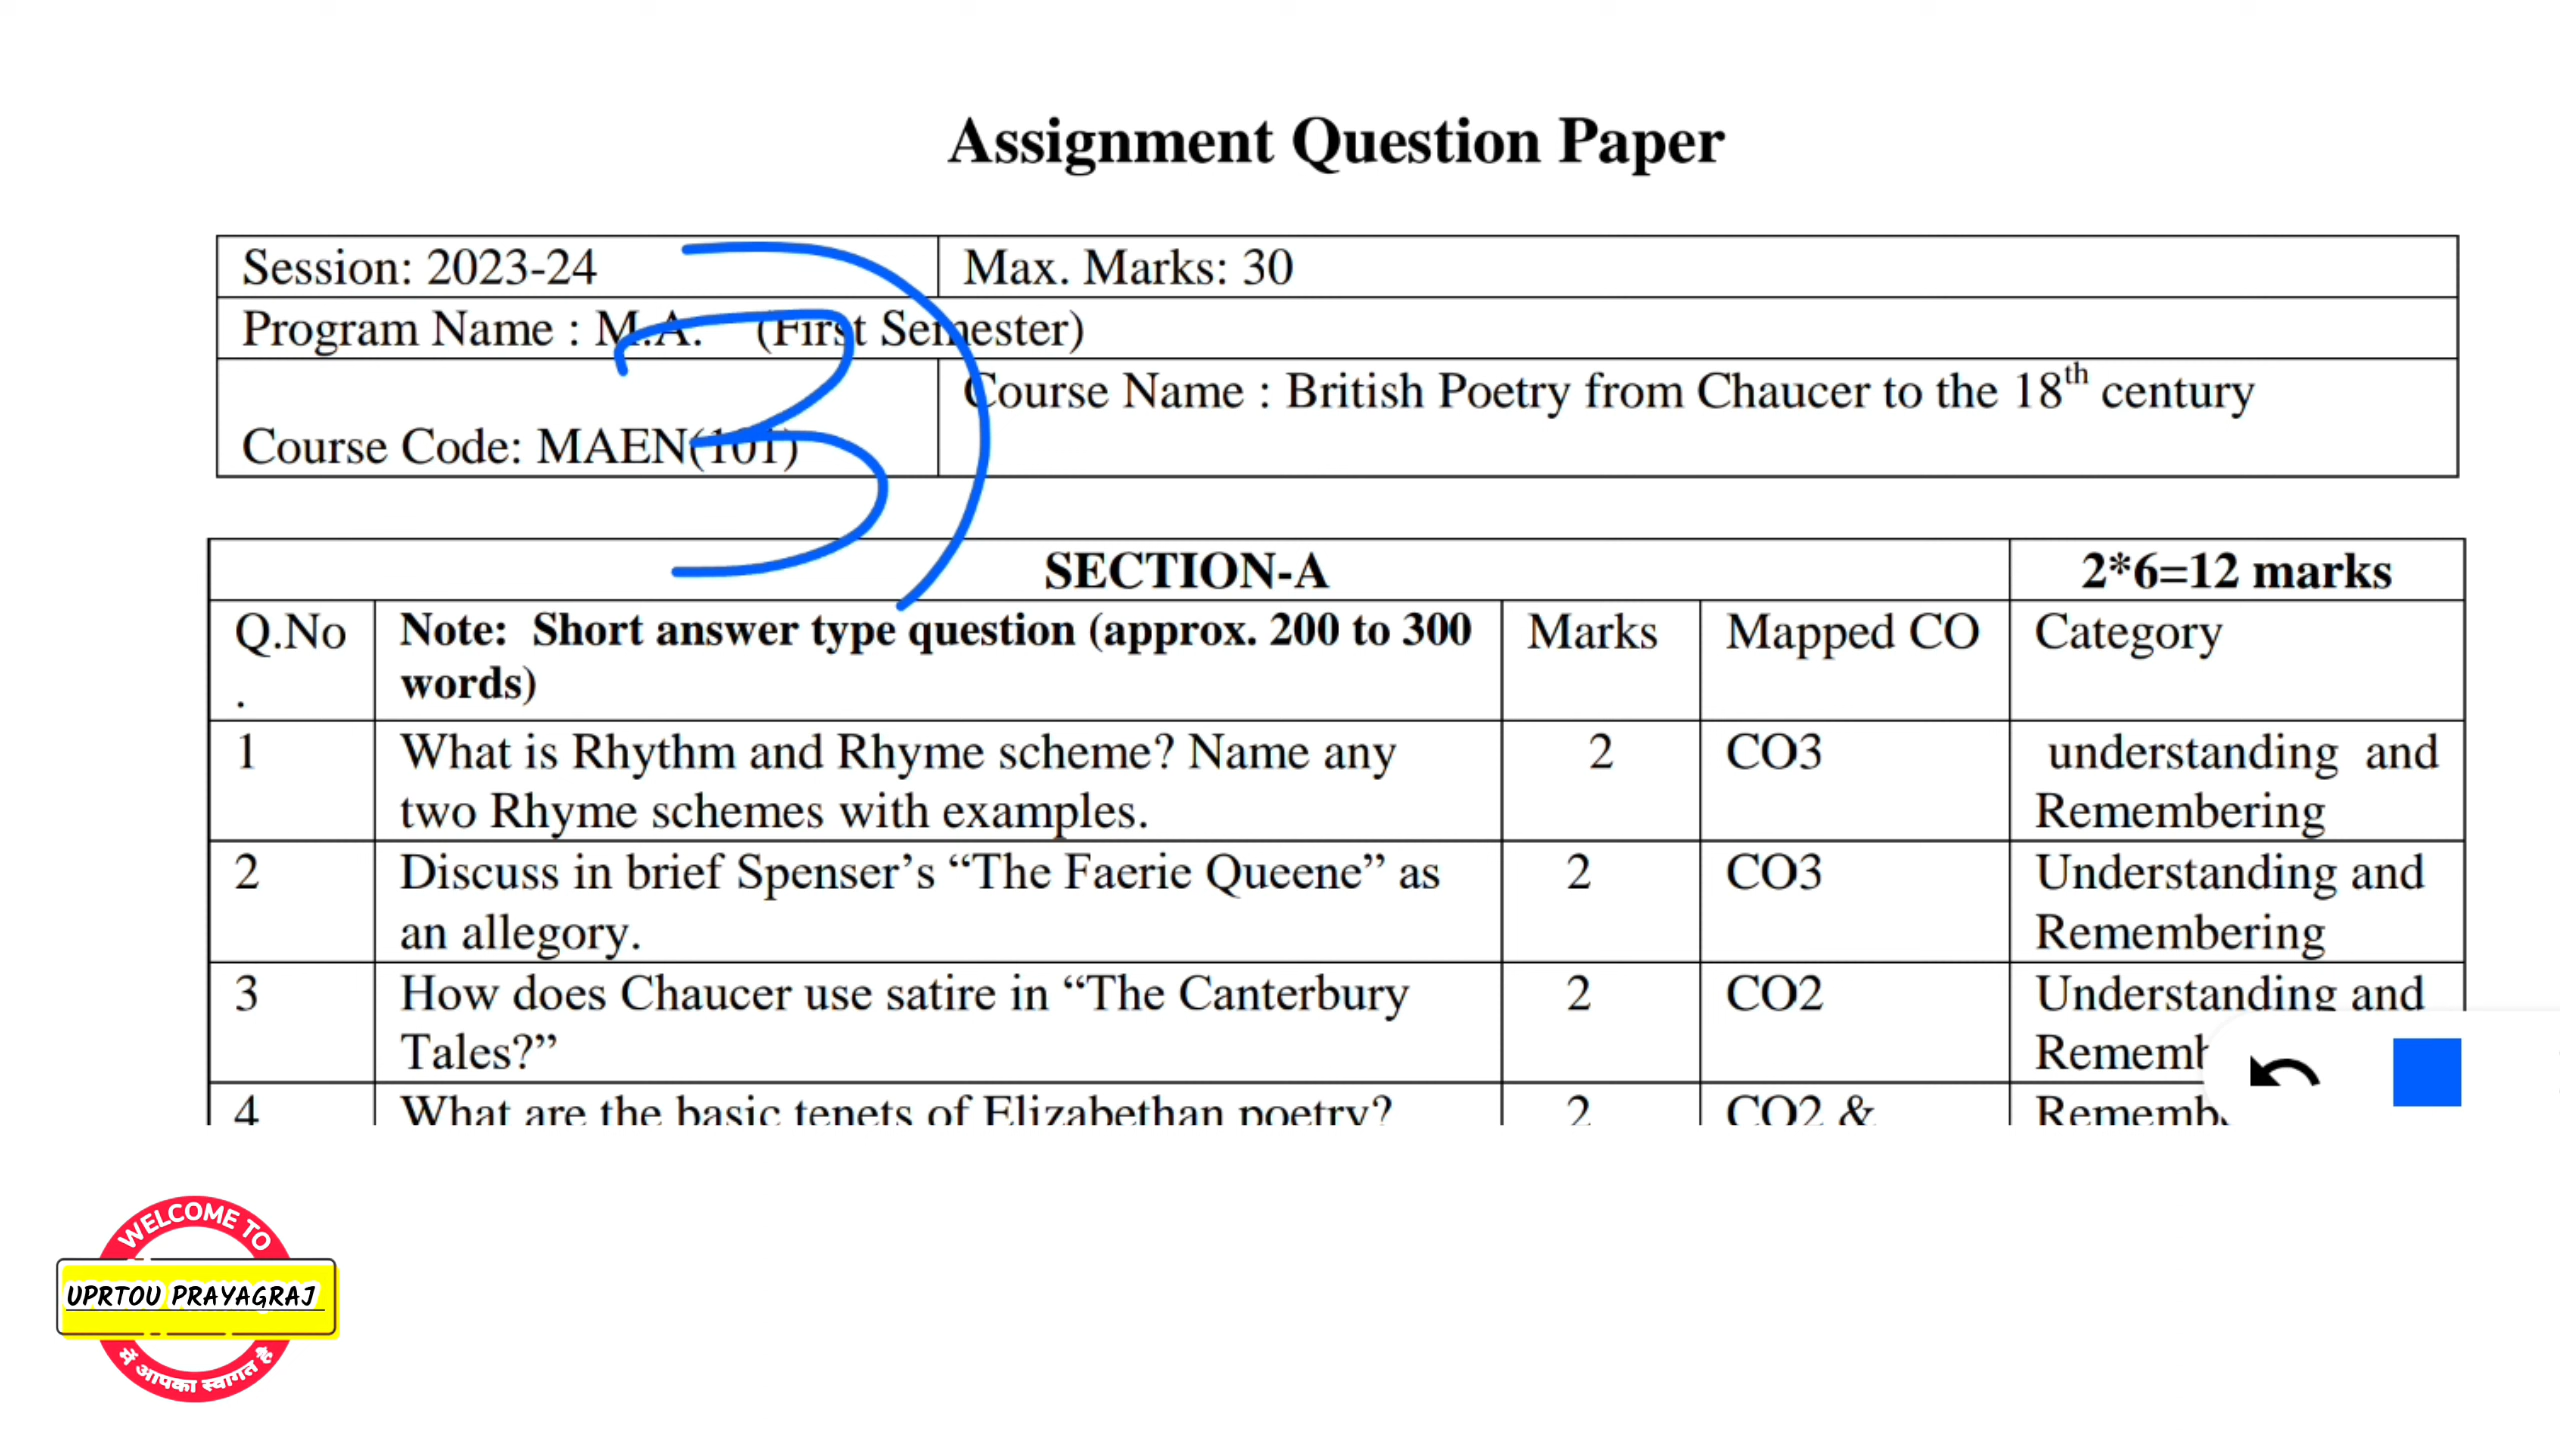 Assignment Question Paper
Session: 2023-24 Max. Marks: 30
Program Name : M.A. (First Semester)
Course Name : British Poetry from Chaucer to the 18th century
Course Code: MAEN(101)
3)
SECTION-A 2*6=12 marks
Q.No Note: Short answer type question (approx. 200 to 300 Marks Mapped CO Category
. words)
1 What is Rhythm and Rhyme scheme? Name any 2 CO3 understanding and
two Rhyme schemes with examples. Remembering
2 Discuss in brief Spenser’s “The Faerie Queene” as 2 CO3 Understanding and
an allegory. Remembering
3 How does Chaucer use satire in “The Canterbury 2 CO2 Understanding and
Tales?” Rememb
4 What are the basic tenets of Elizabethan poetry? 2 CO2 & Rememb
WELCOME TO
UPRTOU PRAYAGRAJ
में आपका स्वागत है